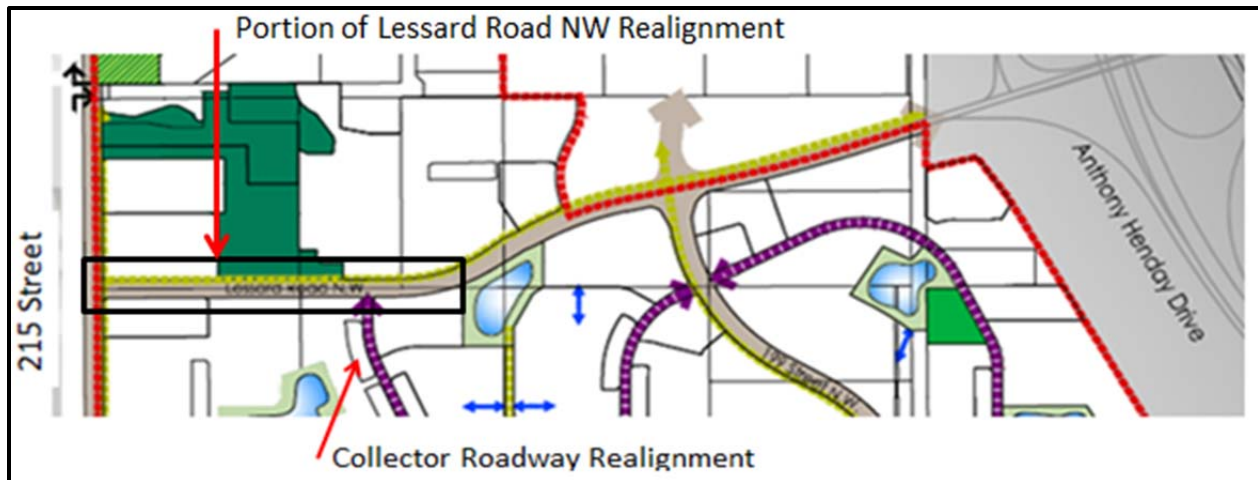 Portion of Lessard Road NW Realignment
Anthony Henday Drive
215 Street
Lessard Road N.W.
199 Street N.W.
Collector Roadway Realignment